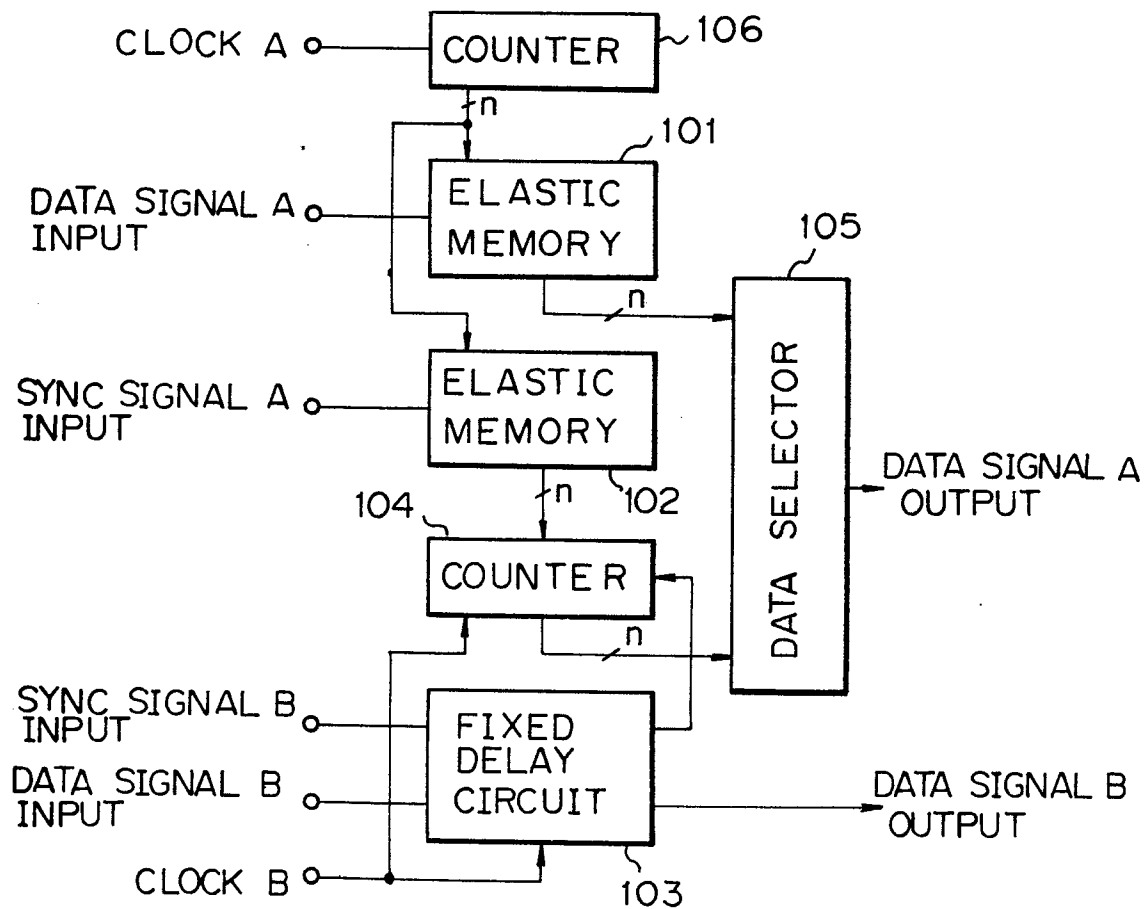 CLOCK A
COUNTER
106
n
101
DATA SIGNAL A
INPUT
ELASTIC
MEMORY
105
n
SYNC SIGNAL A
INPUT
ELASTIC
MEMORY
DATA SELECTOR
DATA SIGNAL A
OUTPUT
n
102
104
COUNTER
n
SYNC SIGNAL B
INPUT
FIXED
DELAY
CIRCUIT
DATA SIGNAL B
INPUT
DATA SIGNAL B
OUTPUT
CLOCK B
103